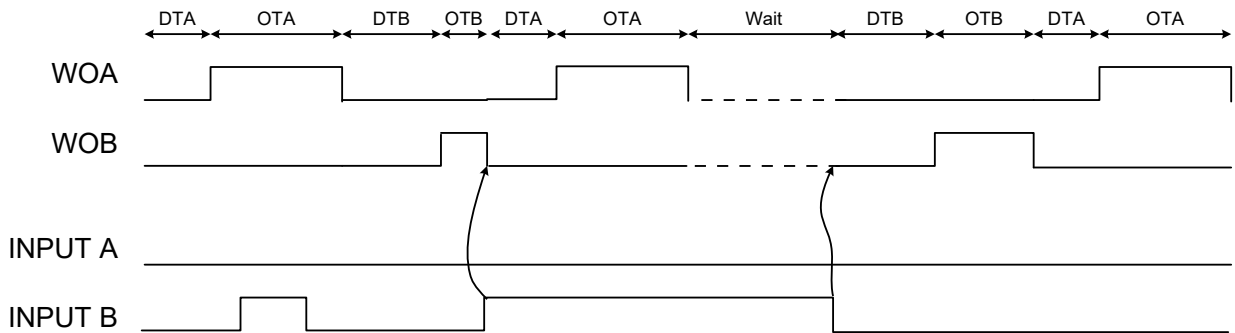 DTA OTA DTB OTB DTA OTA Wait DTB OTB DTA OTA
WOA
WOB
INPUT A
INPUT B